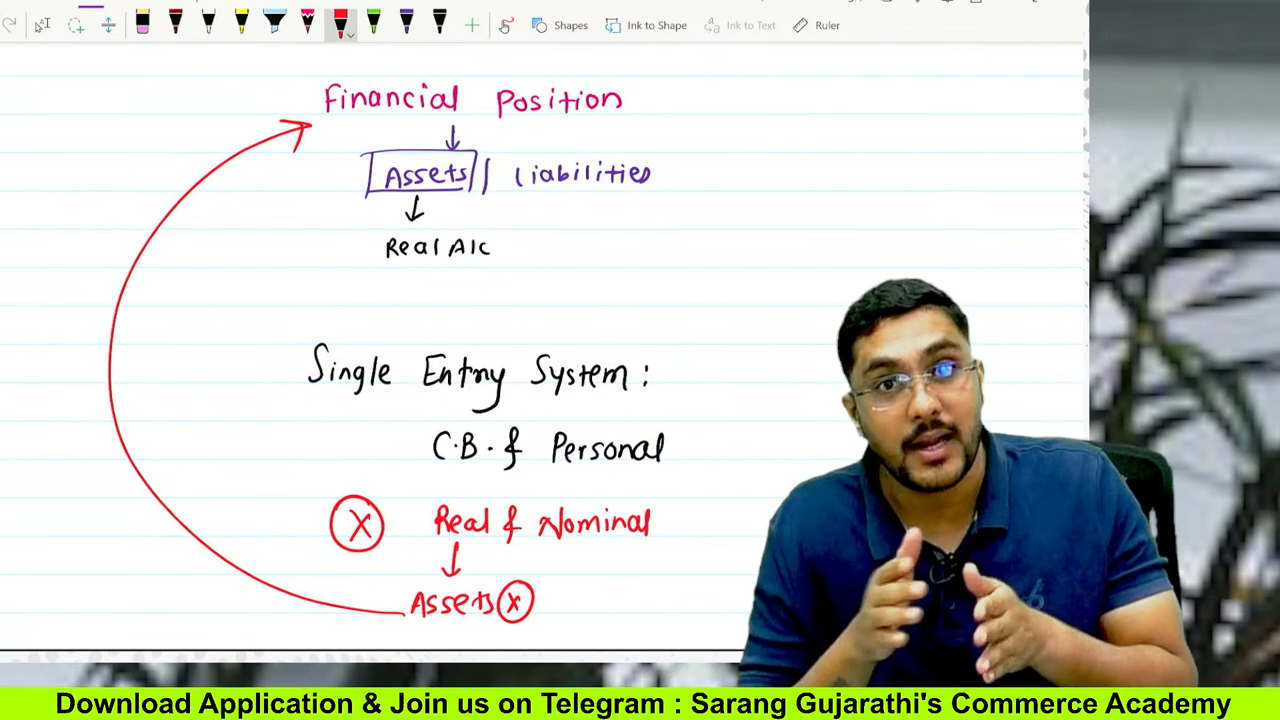 Shapes Ink to Shape Ink to Text Ruler
Financial Position
Assets / Liabilities
Real A/c
Single Entry System :
C.B. & Personal
X Real & Nominal
Assets x
Download Application & Join us on Telegram : Sarang Gujarathi's Commerce Academy